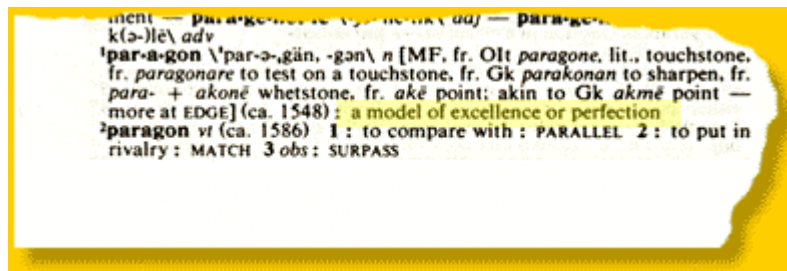 k(ə-)lē\ adv
¹par·a·gon \'par-ə-,gän, -gən\ n [MF, fr. OIt paragone, lit., touchstone,
fr. paragonare to test on a touchstone, fr. Gk parakonan to sharpen, fr.
para- + akonē whetstone, fr. akē point; akin to Gk akmē point —
more at EDGE] (ca. 1548) : a model of excellence or perfection
²paragon vt (ca. 1586) 1 : to compare with : PARALLEL 2 : to put in
rivalry : MATCH 3 obs : SURPASS